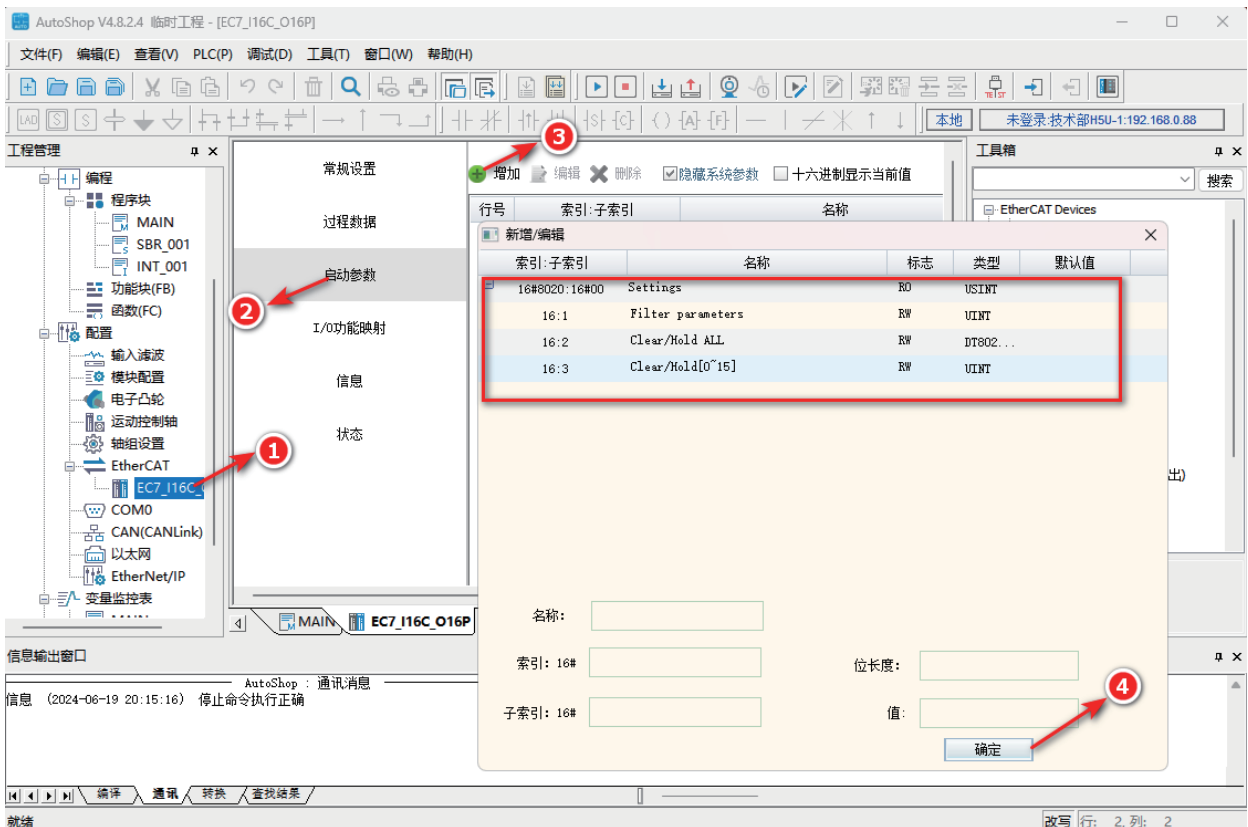 AutoShop V4.8.2.4 临时工程 - [EC7_I16C_O16P]
文件(F) 编辑(E) 查看(V) PLC(P) 调试(D) 工具(T) 窗口(W) 帮助(H)
LAD S S
TEST
本地 未登录:技术部H5U-1:192.168.0.88
工程管理
编程
程序块
MAIN
SBR_001
INT_001
功能块(FB)
函数(FC)
配置
输入滤波
模块配置
电子凸轮
运动控制轴
轴组设置
EtherCAT
EC7_I16C_
COM0
CAN(CANLink)
以太网
EtherNet/IP
变量监控表
常规设置
过程数据
启动参数
I/O功能映射
信息
状态
1
2
3
4
增加 编辑 删除 隐藏系统参数 十六进制显示当前值
行号 索引:子索引 名称
工具箱
搜索
EtherCAT Devices
出)
新增/编辑
索引:子索引 名称 标志 类型 默认值
16#8020:16#00 Settings RO USINT
16:1 Filter parameters RW UINT
16:2 Clear/Hold ALL RW DT802...
16:3 Clear/Hold[0~15] RW UINT
名称:
索引: 16# 位长度:
子索引: 16# 值:
确定
MAIN EC7_I16C_O16P
信息输出窗口
AutoShop : 通讯消息
信息 (2024-06-19 20:15:16) 停止命令执行正确
编译 通讯 转换 查找结果
就绪 改写 行: 2, 列: 2